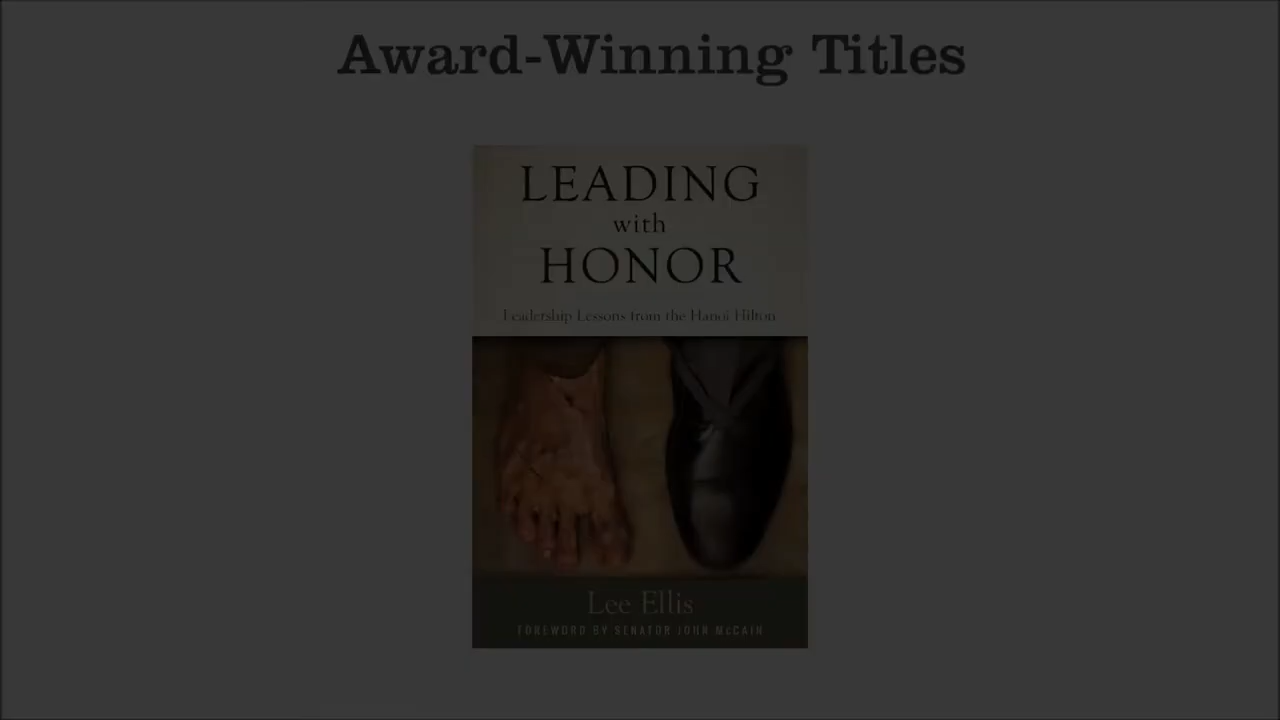 Award-Winning Titles
LEADING
with
HONOR
Leadership Lessons from the Hanoi Hilton
Lee Ellis
FOREWORD BY SENATOR JOHN McCAIN